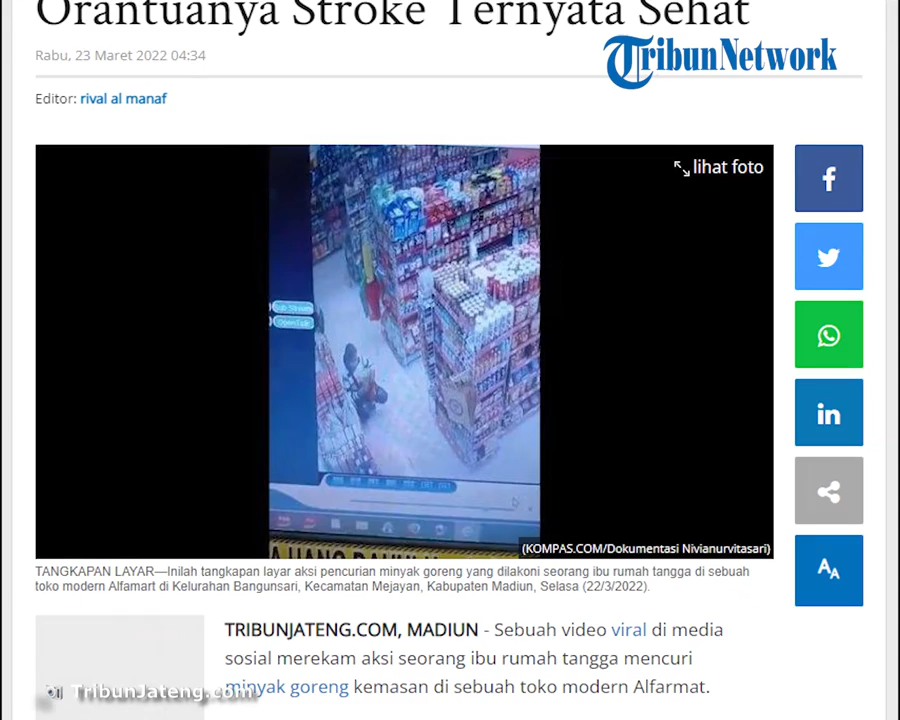 Orantuanya Stroke Ternyata Sehat
Rabu, 23 Maret 2022 04:34
TribunNetwork
Editor: rival al manaf
lihat foto
Sub Stream
OpenTalk
(KOMPAS.COM/Dokumentasi Nivianurvitasari)
TANGKAPAN LAYAR—Inilah tangkapan layar aksi pencurian minyak goreng yang dilakoni seorang ibu rumah tangga di sebuah
toko modern Alfamart di Kelurahan Bangunsari, Kecamatan Mejayan, Kabupaten Madiun, Selasa (22/3/2022).
TRIBUNJATENG.COM, MADIUN - Sebuah video viral di media
sosial merekam aksi seorang ibu rumah tangga mencuri
minyak goreng kemasan di sebuah toko modern Alfarmat.
TribunJateng.com